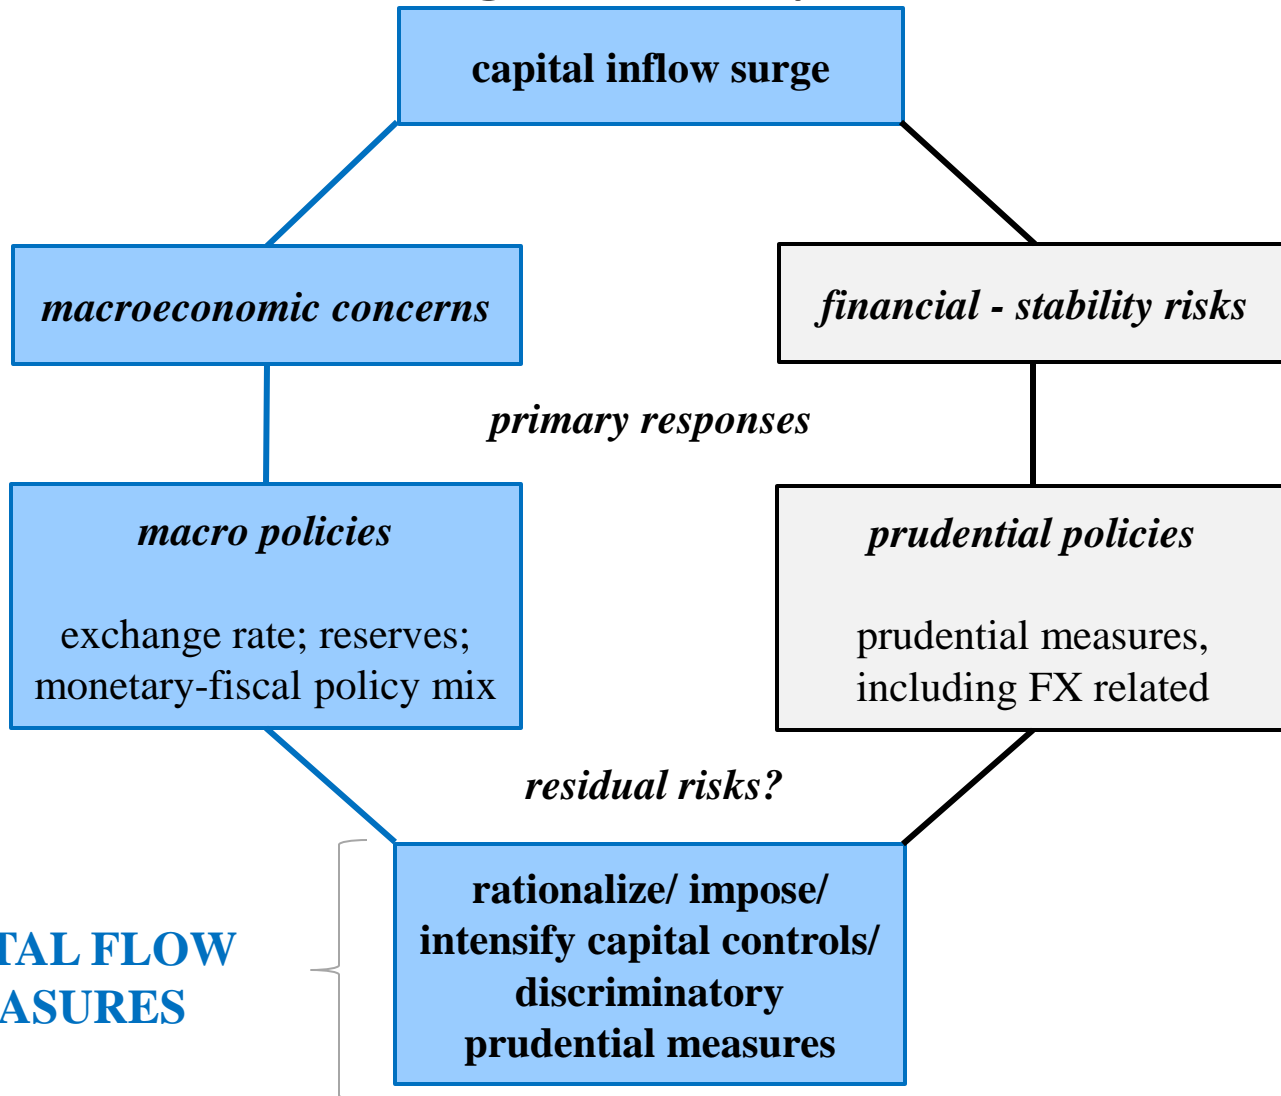 capital inflow surge
macroeconomic concerns
financial - stability risks
primary responses
macro policies
exchange rate; reserves;
monetary-fiscal policy mix
prudential policies
prudential measures,
including FX related
residual risks?
rationalize/ impose/
intensify capital controls/
discriminatory
prudential measures
TAL FLOW
ASURES